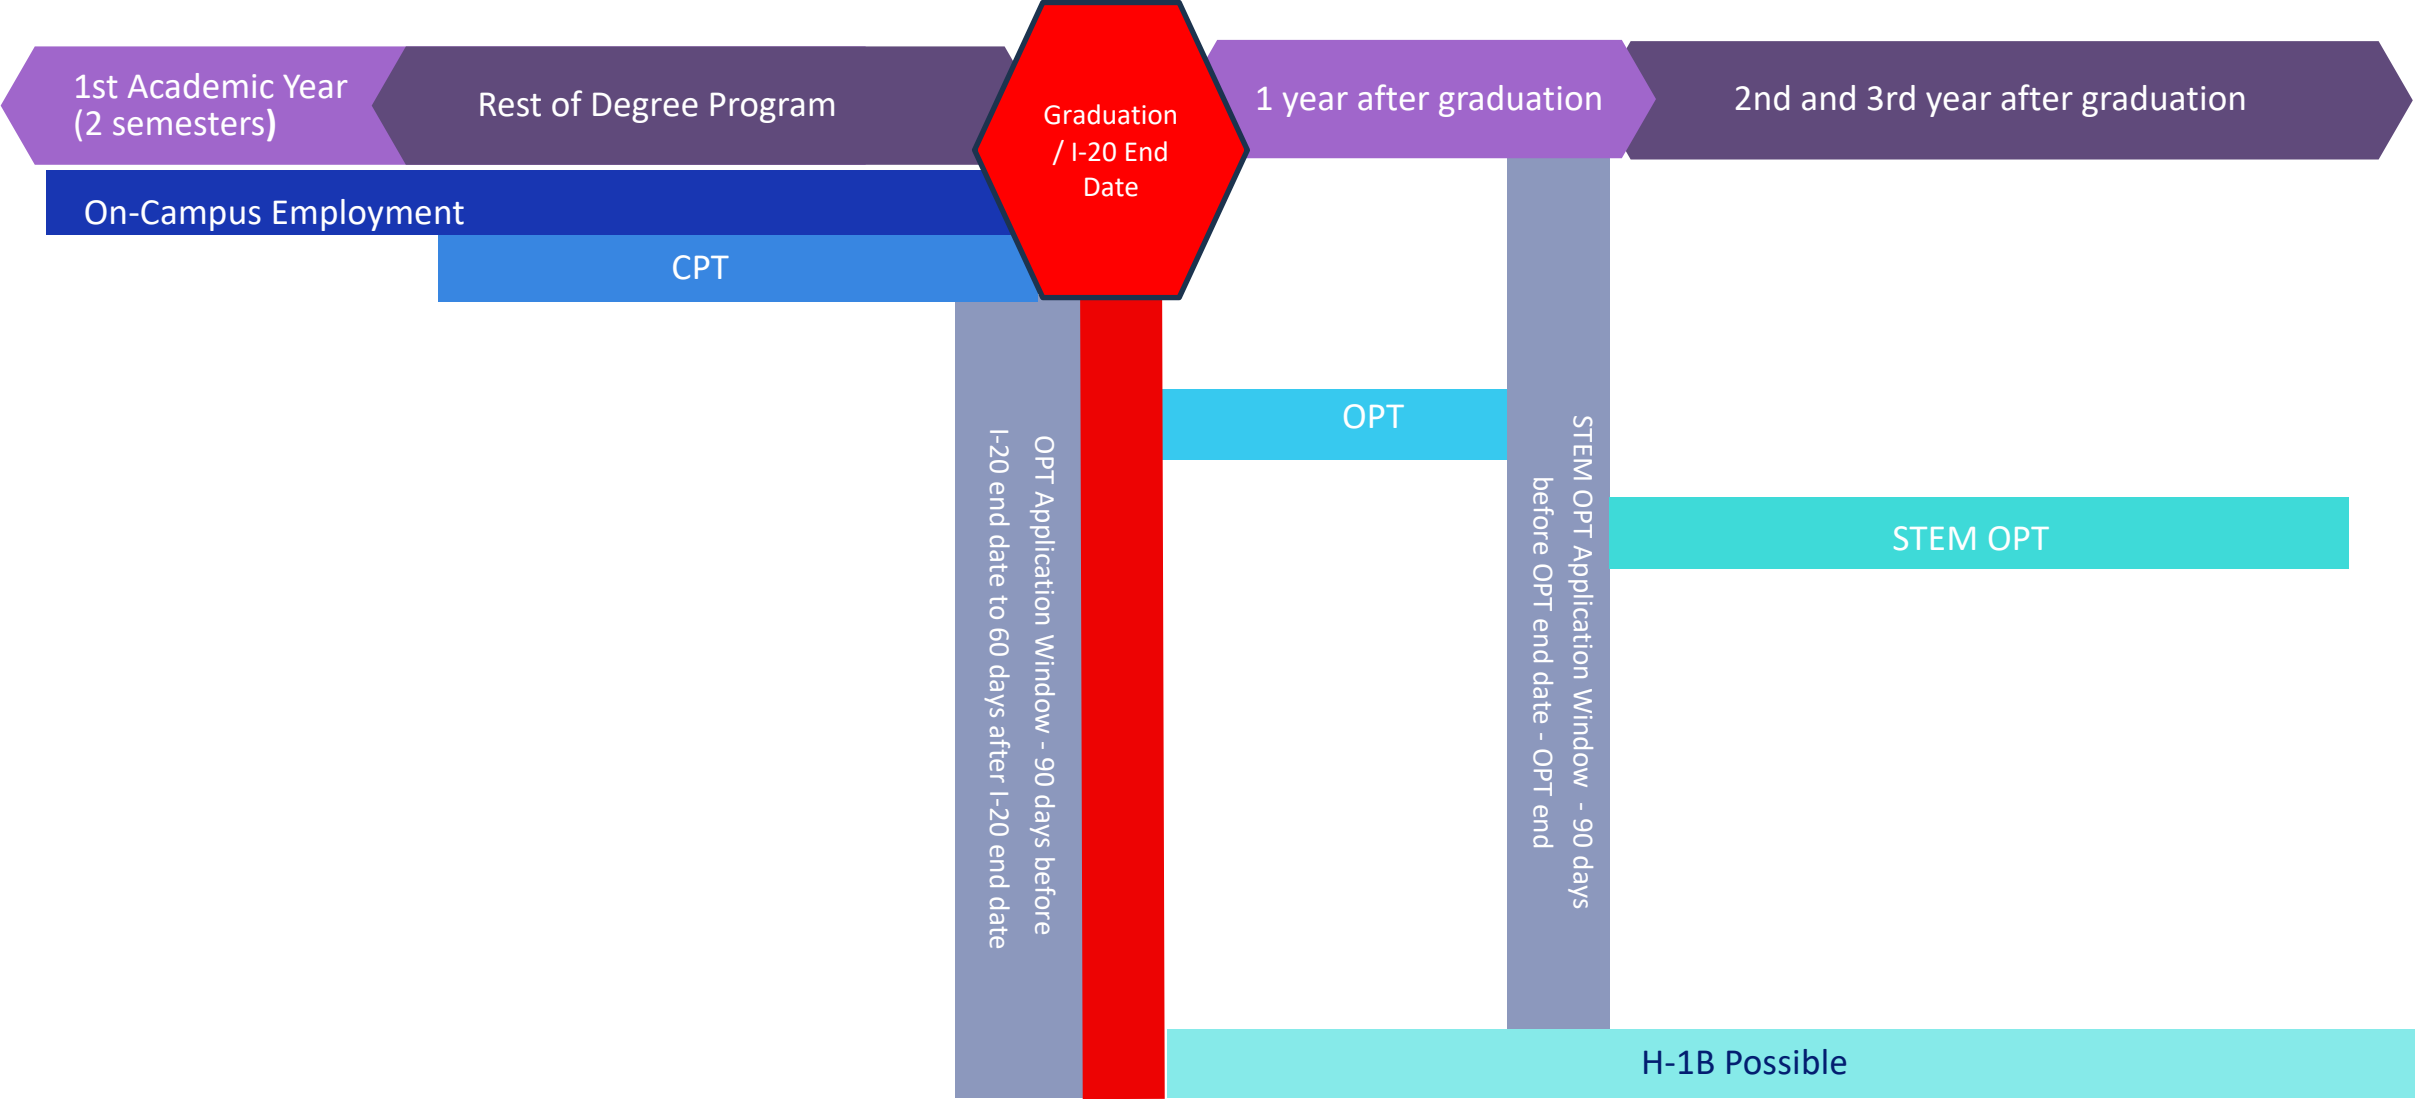 1st Academic Year
(2 semesters)
Rest of Degree Program
Graduation
/ I-20 End
Date
1 year after graduation
2nd and 3rd year after graduation
On-Campus Employment
CPT
OPT Application Window - 90 days before
I-20 end date to 60 days after I-20 end date
OPT
STEM OPT Application Window  - 90 days
before OPT end date - OPT end
STEM OPT
H-1B Possible